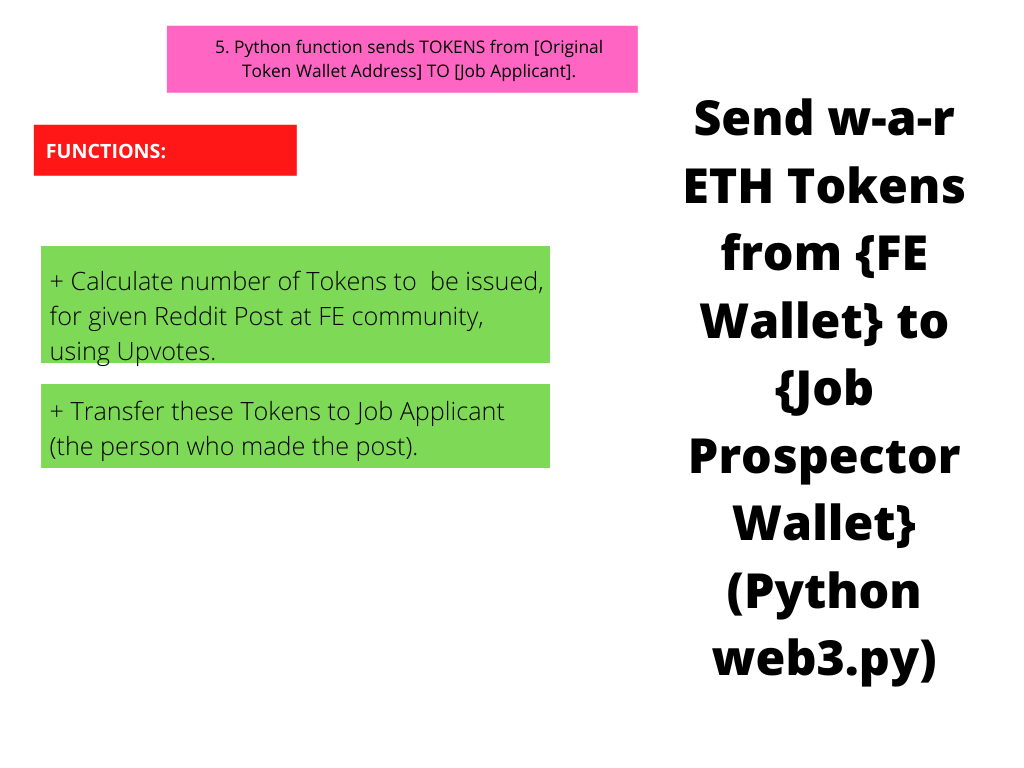 5. Python function sends TOKENS from [Original
Token Wallet Address] TO [Job Applicant].
FUNCTIONS:
+ Calculate number of Tokens to  be issued,
for given Reddit Post at FE community,
using Upvotes.
+ Transfer these Tokens to Job Applicant
(the person who made the post).
Send w-a-r
ETH Tokens
from {FE
Wallet} to
{Job
Prospector
Wallet}
(Python
web3.py)